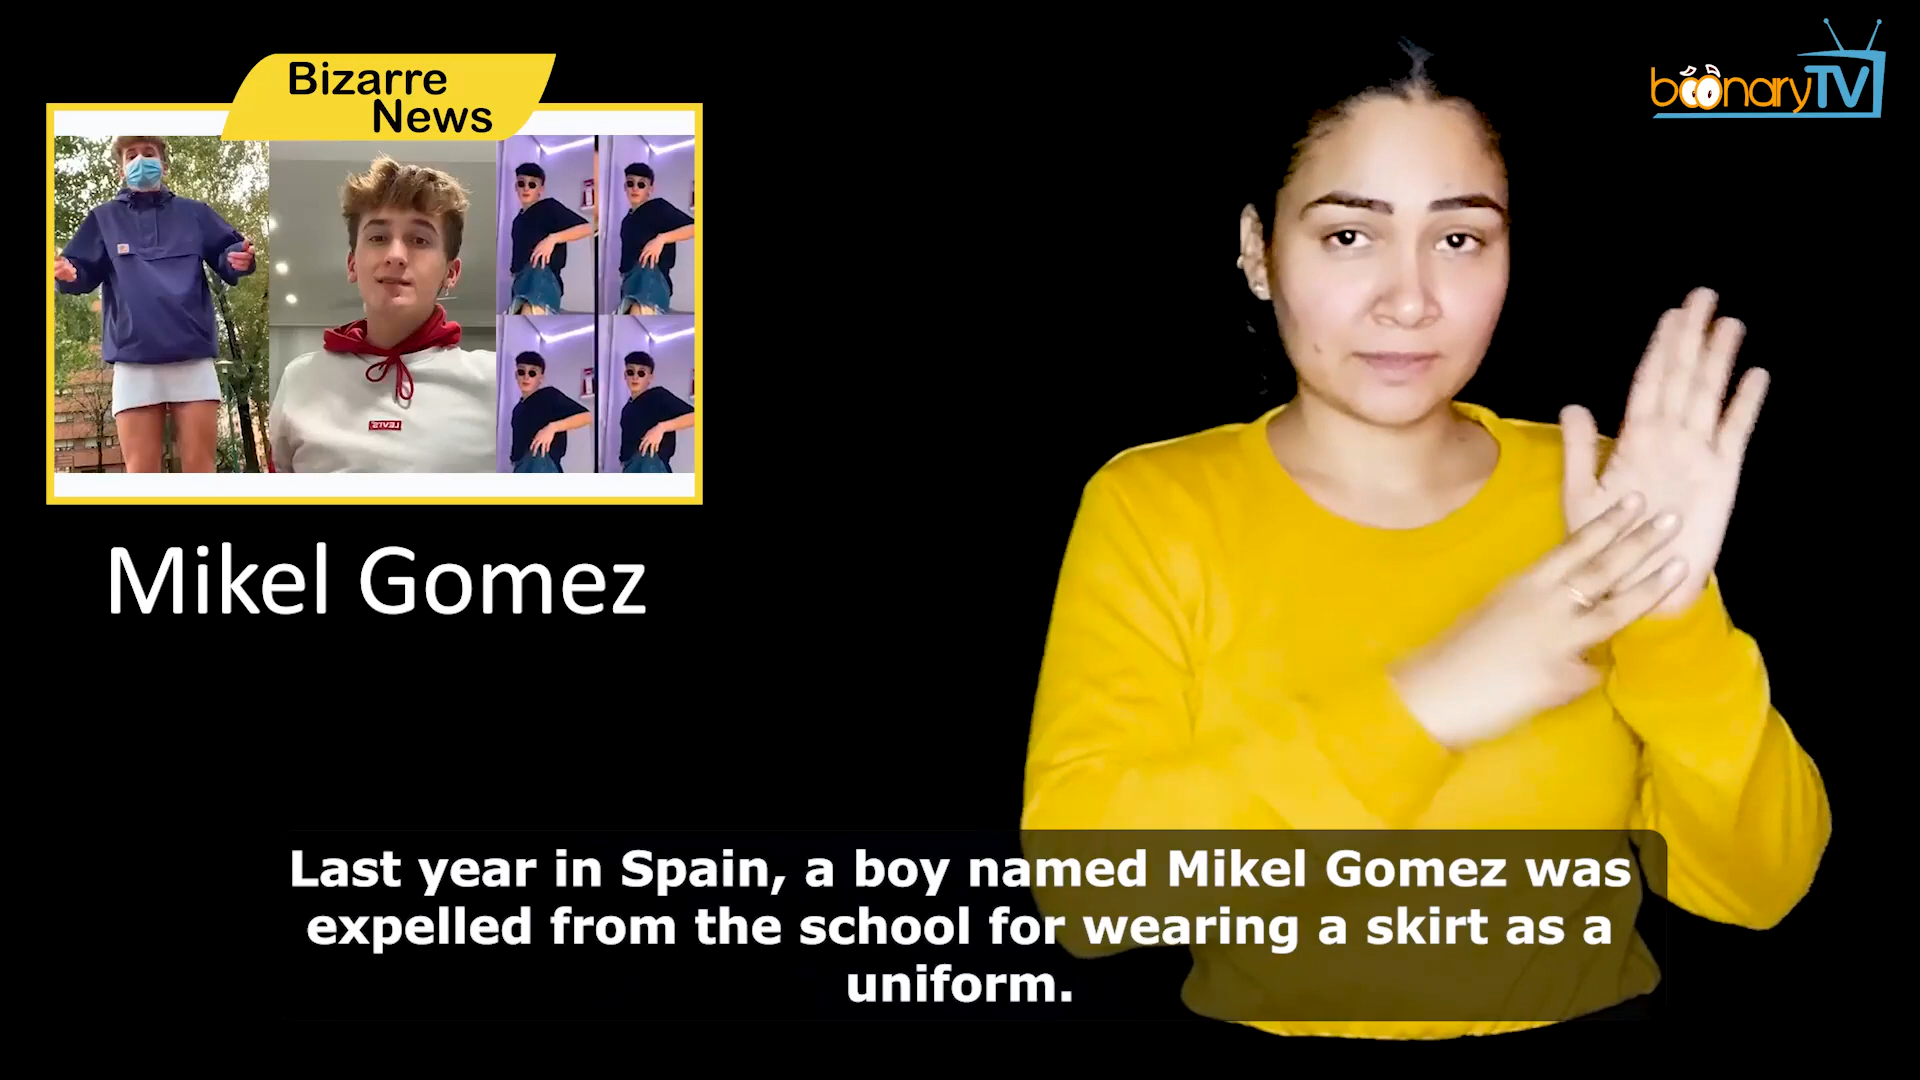 Bizarre
News
boonaryTV
LEVI'S
Mikel Gomez
Last year in Spain, a boy named Mikel Gomez was
expelled from the school for wearing a skirt as a
uniform.